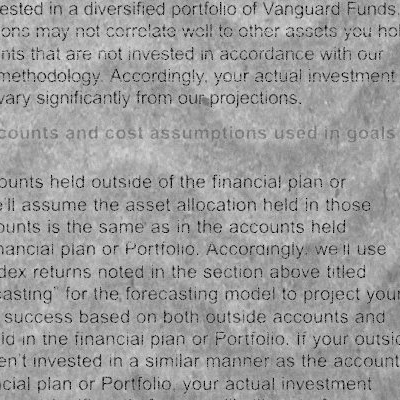 ested in a diversified portfolio of Vanguard Funds.
ons may not correlate well to other assets you hol
nts that are not invested in accordance with our
methodology. Accordingly, your actual investment
vary significantly from our projections.
counts and cost assumptions used in goals
ounts held outside of the financial plan or
e'll assume the asset allocation held in those
ounts is the same as in the accounts held
nancial plan or Portfolio. Accordingly, we'll use
dex returns noted in the section above titled
casting" for the forecasting model to project your
success based on both outside accounts and
ld in the financial plan or Portfolio. If your outsid
en't invested in a similar manner as the account
ncial plan or Portfolio, your actual investment